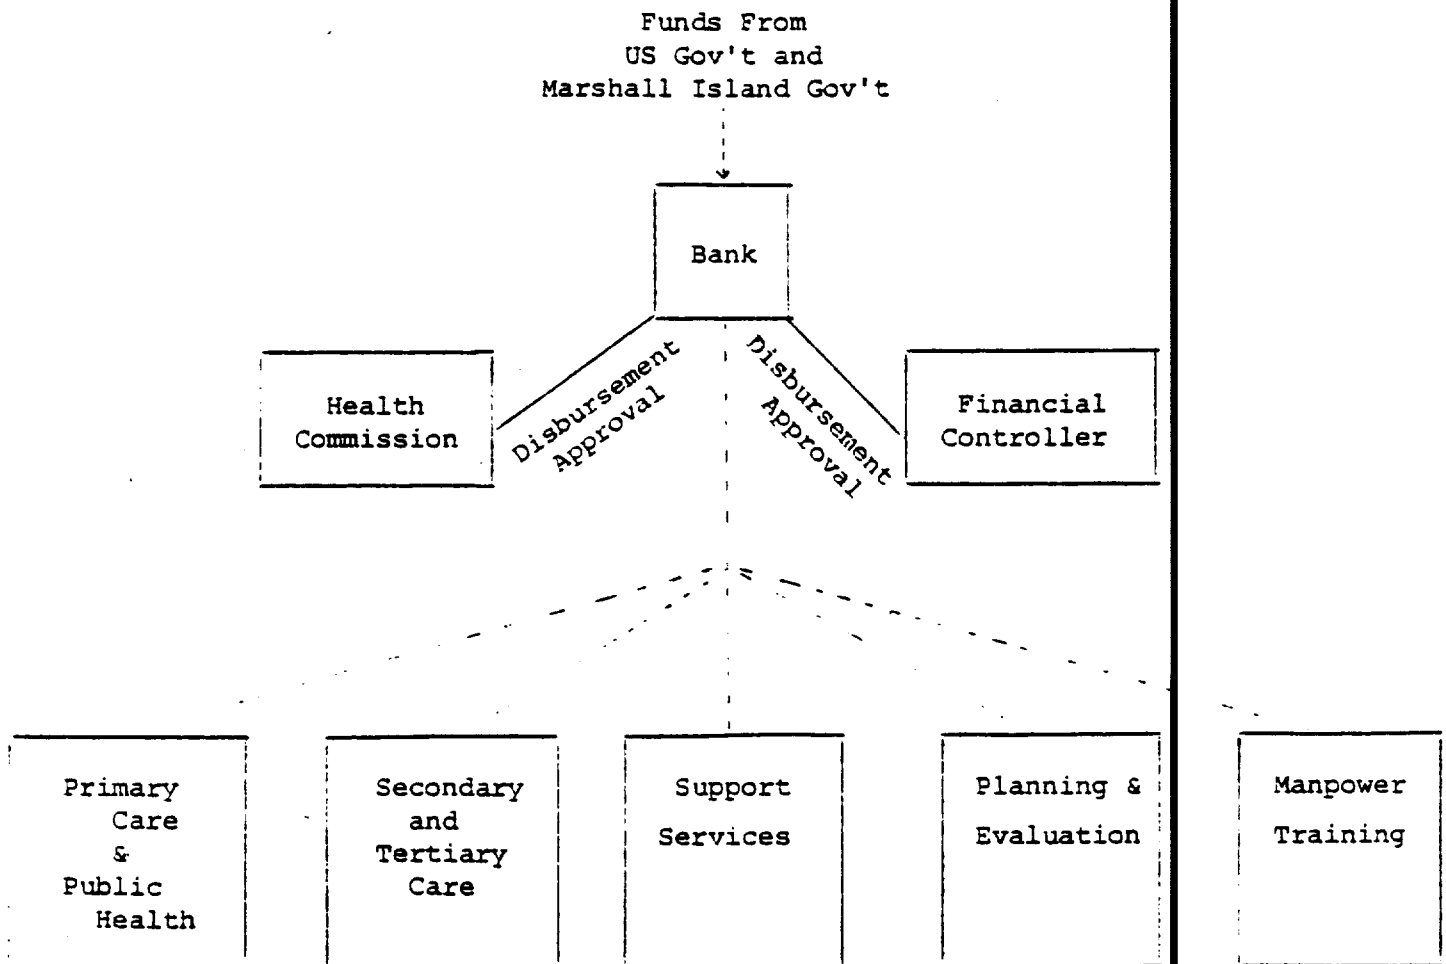 Funds From
US Gov't and
Marshall Island Gov't
Bank
Health
Commission
Disbursement
Approval
Disbursement
Approval
Financial
Controller
Primary
Care
&
Public
Health
Secondary
and
Tertiary
Care
Support
Services
Planning &
Evaluation
Manpower
Training